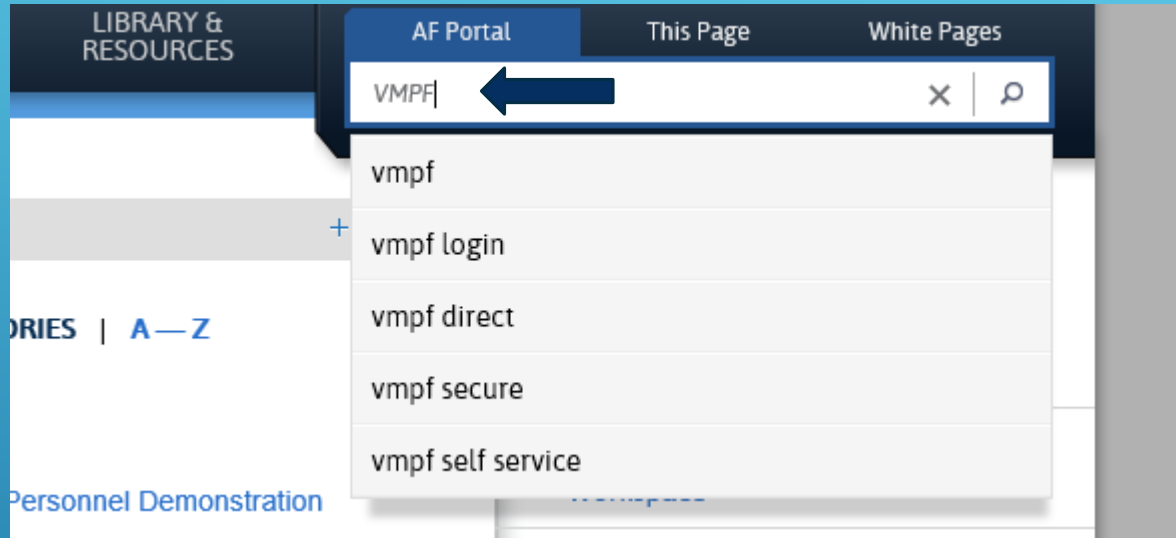 LIBRARY &
RESOURCES
AF Portal
This Page
White Pages
VMPF
vmpf
+
vmpf login
vmpf direct
ORIES | A — Z
vmpf secure
vmpf self service
Personnel Demonstration